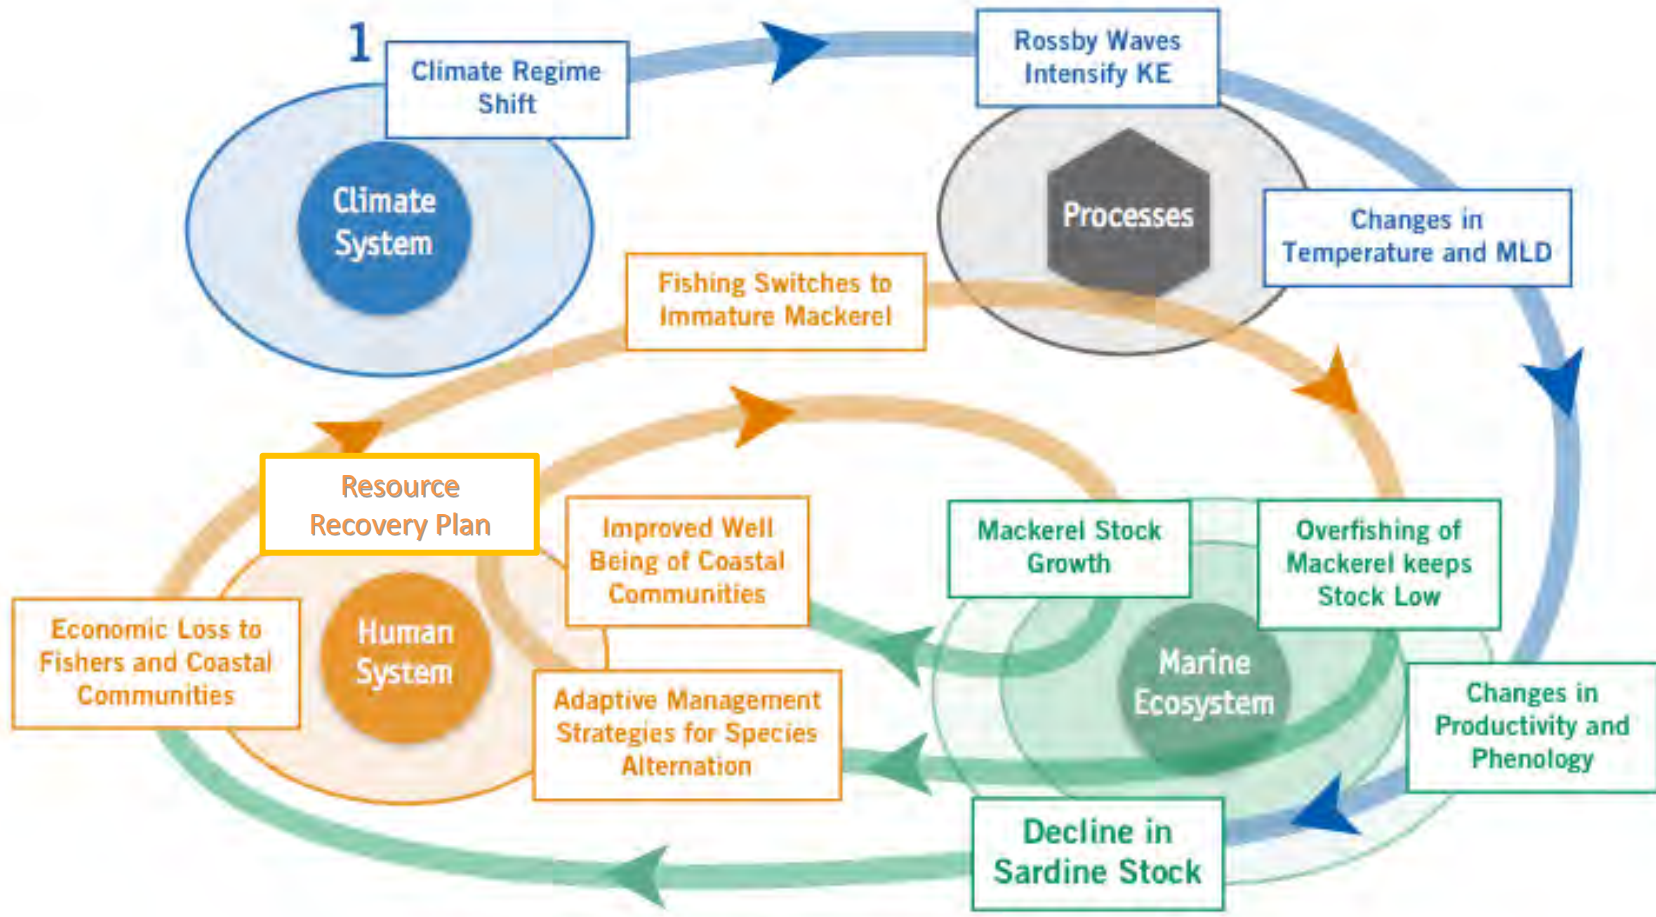 1
Climate Regime
Shift
Rossby Waves
Intensify KE
Climate
System
Processes
Changes in
Temperature and MLD
Fishing Switches to
Immature Mackerel
Resource
Recovery Plan
Improved Well
Being of Coastal
Communities
Mackerel Stock
Growth
Overfishing of
Mackerel keeps
Stock Low
Economic Loss to
Fishers and Coastal
Communities
Human
System
Adaptive Management
Strategies for Species
Alternation
Marine
Ecosystem
Changes in
Productivity and
Phenology
Decline in
Sardine Stock